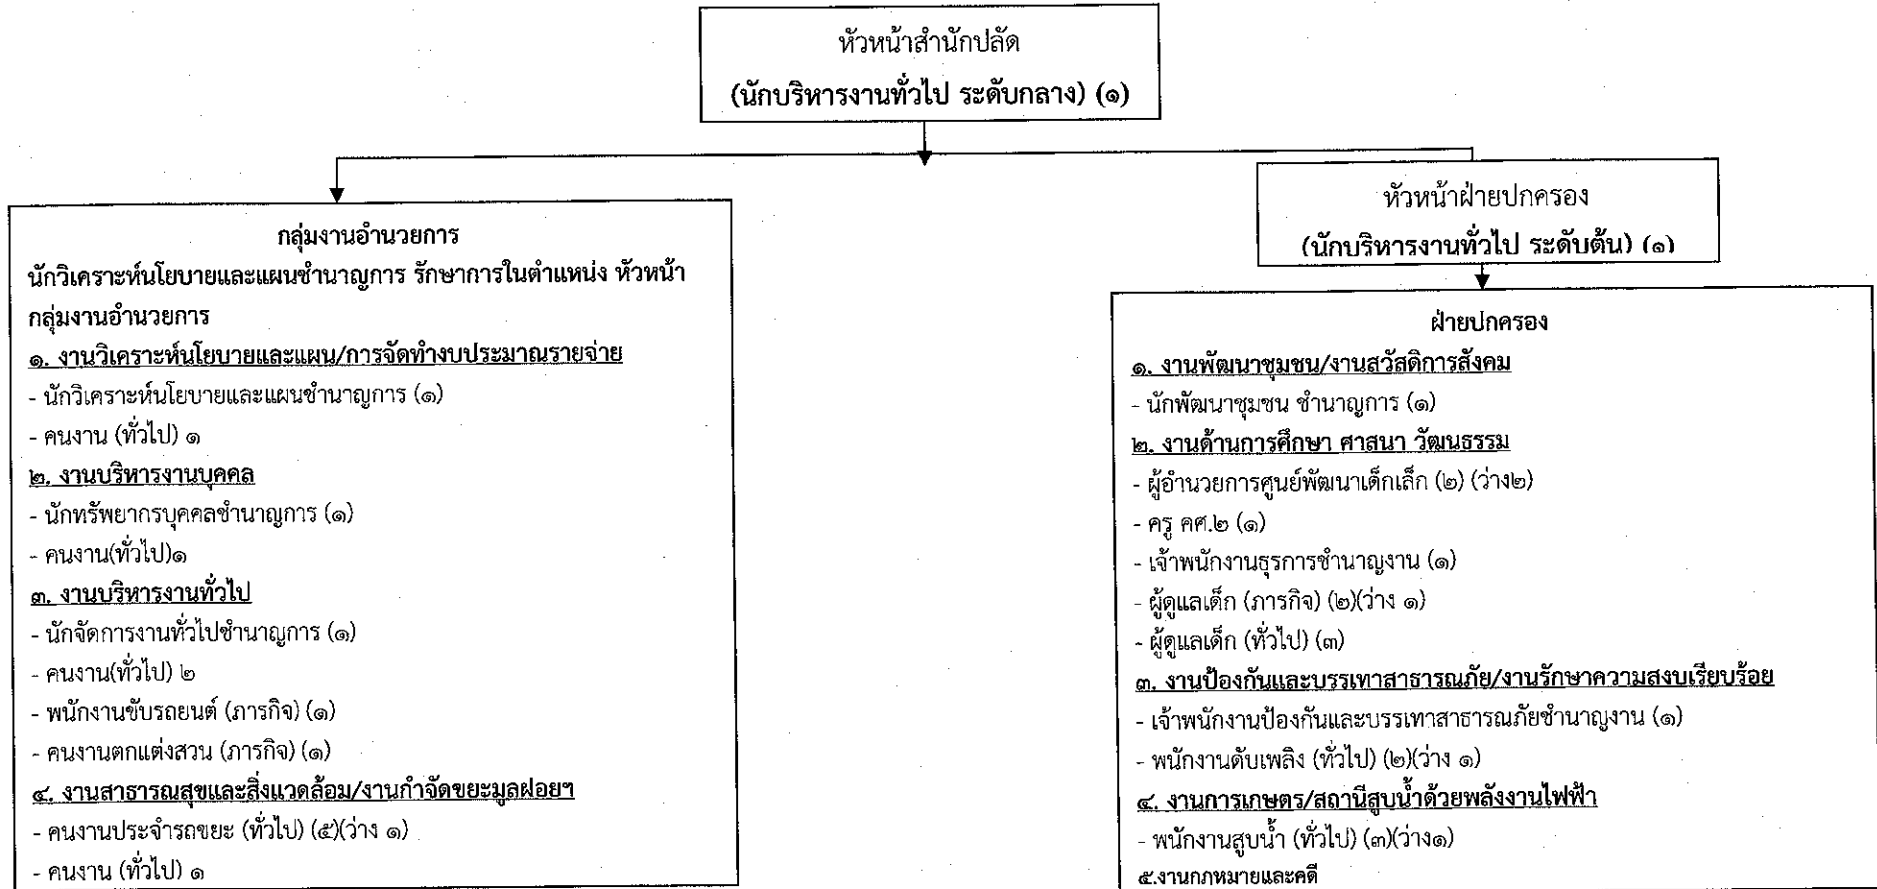 หัวหน้าสำนักปลัด
(นักบริหารงานทั่วไป ระดับกลาง) (๑)
กลุ่มงานอำนวยการ
นักวิเคราะห์นโยบายและแผนชำนาญการ รักษาการในตำแหน่ง หัวหน้า
กลุ่มงานอำนวยการ
๑. งานวิเคราะห์นโยบายและแผน/การจัดทำงบประมาณรายจ่าย
- นักวิเคราะห์นโยบายและแผนชำนาญการ (๑)
- คนงาน (ทั่วไป) ๑
๒. งานบริหารงานบุคคล
- นักทรัพยากรบุคคลชำนาญการ (๑)
- คนงาน(ทั่วไป)๑
๓. งานบริหารงานทั่วไป
- นักจัดการงานทั่วไปชำนาญการ (๑)
- คนงาน(ทั่วไป) ๒
- พนักงานขับรถยนต์ (ภารกิจ) (๑)
- คนงานตกแต่งสวน (ภารกิจ) (๑)
๔. งานสาธารณสุขและสิ่งแวดล้อม/งานกำจัดขยะมูลฝอยฯ
- คนงานประจำรถขยะ (ทั่วไป) (๕)(ว่าง ๑)
- คนงาน (ทั่วไป) ๑
หัวหน้าฝ่ายปกครอง
(นักบริหารงานทั่วไป ระดับต้น) (๑)
ฝ่ายปกครอง
๑. งานพัฒนาชุมชน/งานสวัสดิการสังคม
- นักพัฒนาชุมชน ชำนาญการ (๑)
๒. งานด้านการศึกษา ศาสนา วัฒนธรรม
- ผู้อำนวยการศูนย์พัฒนาเด็กเล็ก (๒) (ว่าง๒)
- ครู คศ.๒ (๑)
- เจ้าพนักงานธุรการชำนาญงาน (๑)
- ผู้ดูแลเด็ก (ภารกิจ) (๒)(ว่าง ๑)
- ผู้ดูแลเด็ก (ทั่วไป) (๓)
๓. งานป้องกันและบรรเทาสาธารณภัย/งานรักษาความสงบเรียบร้อย
- เจ้าพนักงานป้องกันและบรรเทาสาธารณภัยชำนาญงาน (๑)
- พนักงานดับเพลิง (ทั่วไป) (๒)(ว่าง ๑)
๔. งานการเกษตร/สถานีสูบน้ำด้วยพลังงานไฟฟ้า
- พนักงานสูบน้ำ (ทั่วไป) (๓)(ว่าง๑)
๕.งานกฎหมายและคดี